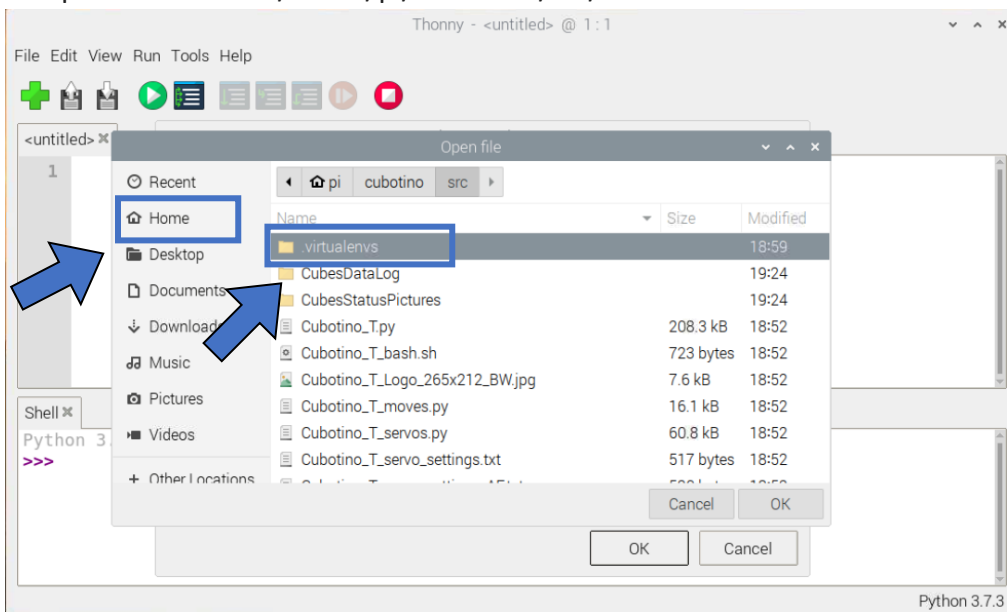 Thonny - <untitled> @ 1 : 1
File Edit View Run Tools Help
<untitled>
Open file
1
Recent
pi cubotino src
Home
Name Size Modified
.virtualenvs 18:59
Desktop
CubesDataLog 19:24
Documents
CubesStatusPictures 19:24
Downloads
Cubotino_T.py 208.3 kB 18:52
Cubotino_T_bash.sh 723 bytes 18:52
Music
Cubotino_T_Logo_265x212_BW.jpg 7.6 kB 18:52
Pictures
Cubotino_T_moves.py 16.1 kB 18:52
Shell
Videos
Cubotino_T_servos.py 60.8 kB 18:52
Python 3.
>>>
Cubotino_T_servo_settings.txt 517 bytes 18:52
+ Other Locations
Cancel OK
OK Cancel
Python 3.7.3